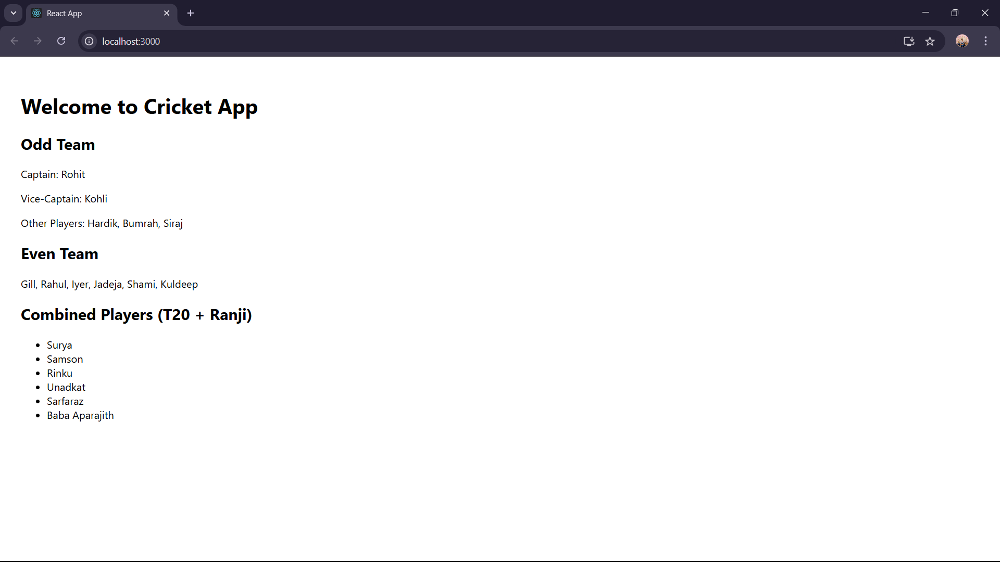 React App
localhost:3000
Welcome to Cricket App
Odd Team
Captain: Rohit
Vice-Captain: Kohli
Other Players: Hardik, Bumrah, Siraj
Even Team
Gill, Rahul, Iyer, Jadeja, Shami, Kuldeep
Combined Players (T20 + Ranji)
• Surya
• Samson
• Rinku
• Unadkat
• Sarfaraz
• Baba Aparajith